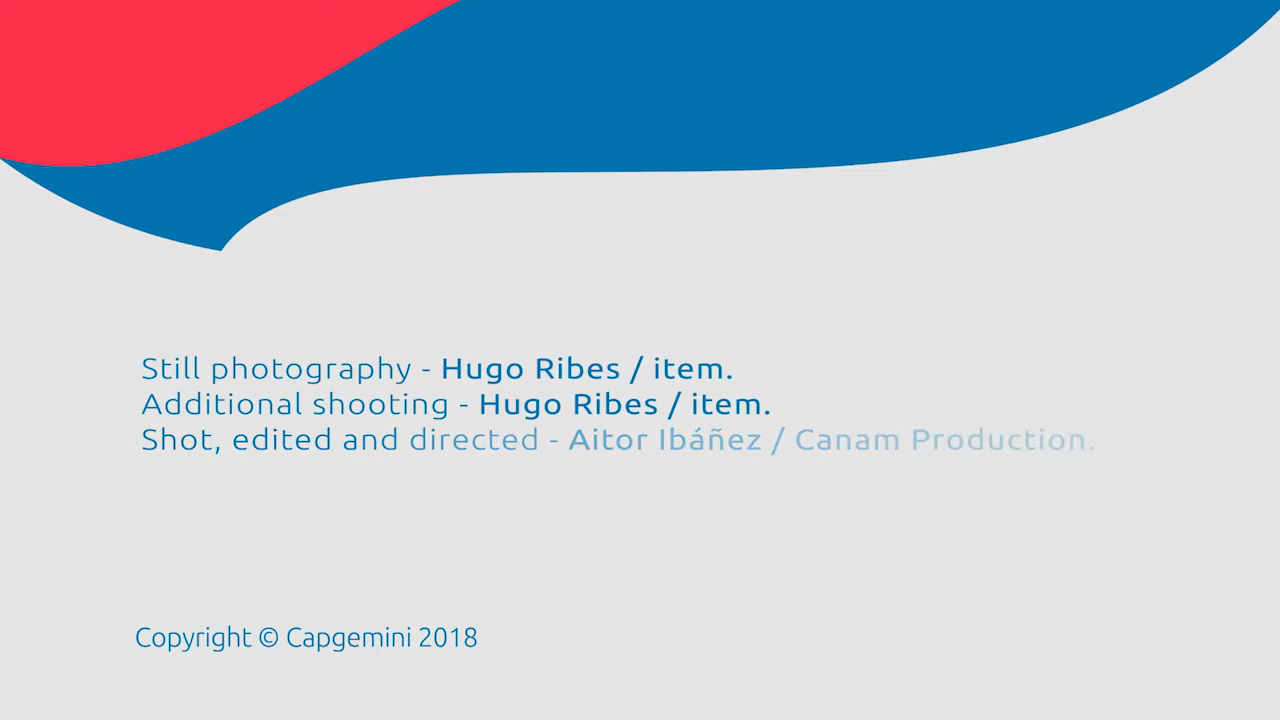 Still photography - Hugo Ribes / item.
Additional shooting - Hugo Ribes / item.
Shot, edited and directed - Aitor Ibáñez / Canam Production.
Copyright © Capgemini 2018